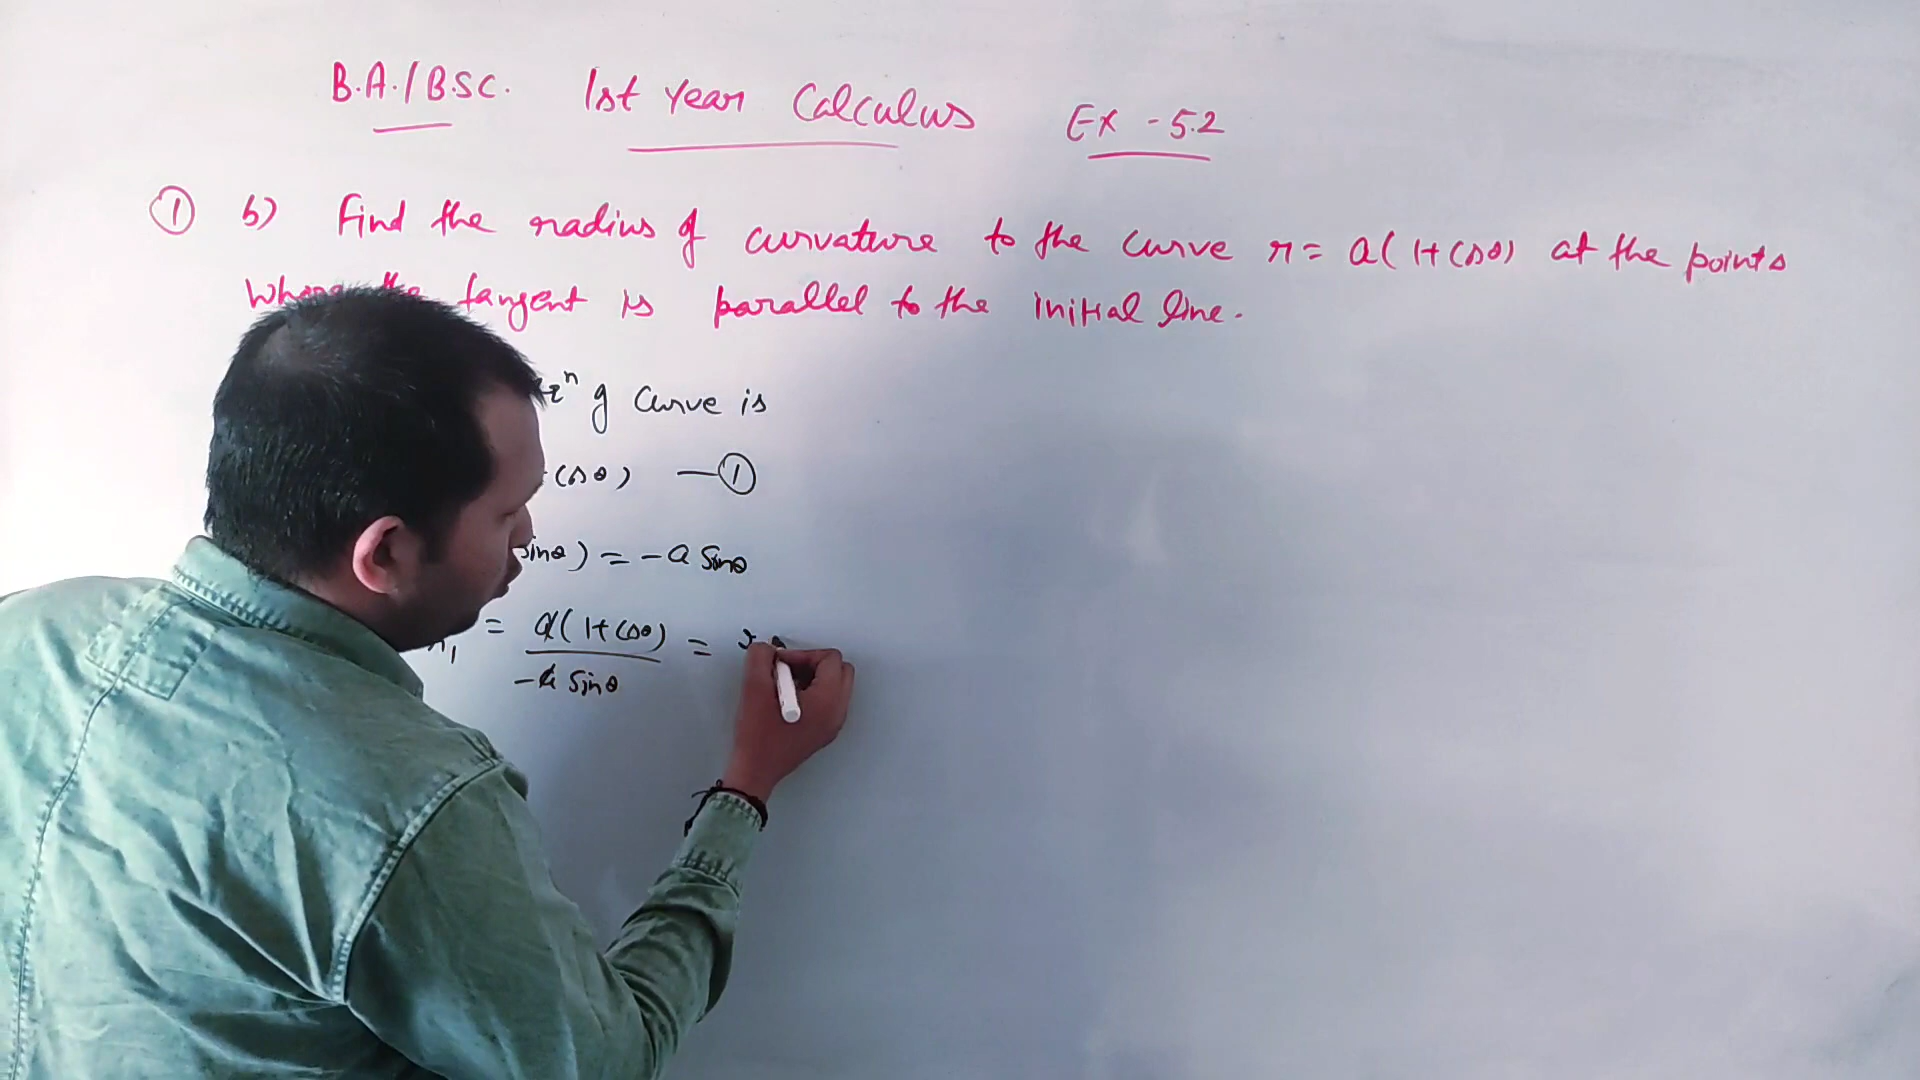 B.A./B.SC. 1st Year Calculus Ex - 5.2
① b) Find the radius of curvature to the curve r = a(1+cosθ) at the points
where the tangent is parallel to the initial line.
of curve is
cosθ) — ①
sinθ) = -a sinθ
= a(1+cosθ) / -a sinθ =